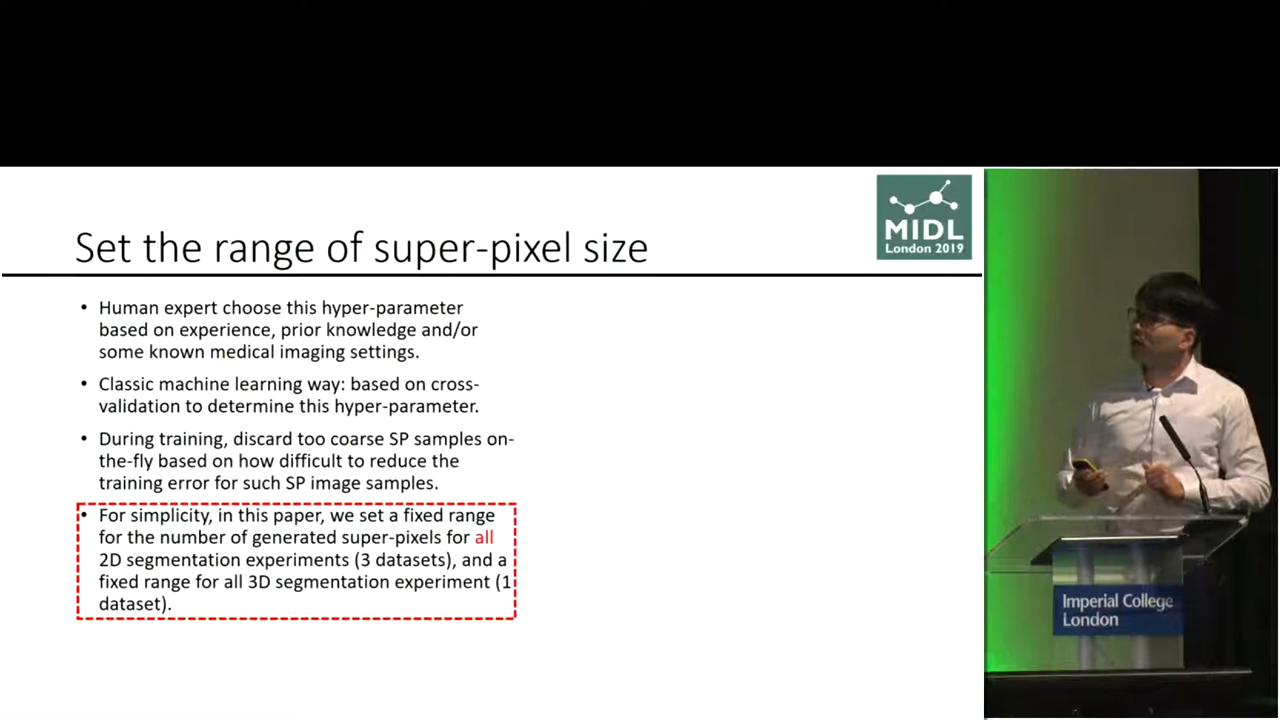 MIDL
London 2019
Set the range of super-pixel size
• Human expert choose this hyper-parameter
based on experience, prior knowledge and/or
some known medical imaging settings.
• Classic machine learning way: based on cross-
validation to determine this hyper-parameter.
• During training, discard too coarse SP samples on-
the-fly based on how difficult to reduce the
training error for such SP image samples.
• For simplicity, in this paper, we set a fixed range
for the number of generated super-pixels for all
2D segmentation experiments (3 datasets), and a
fixed range for all 3D segmentation experiment (1
dataset).
Imperial College
London